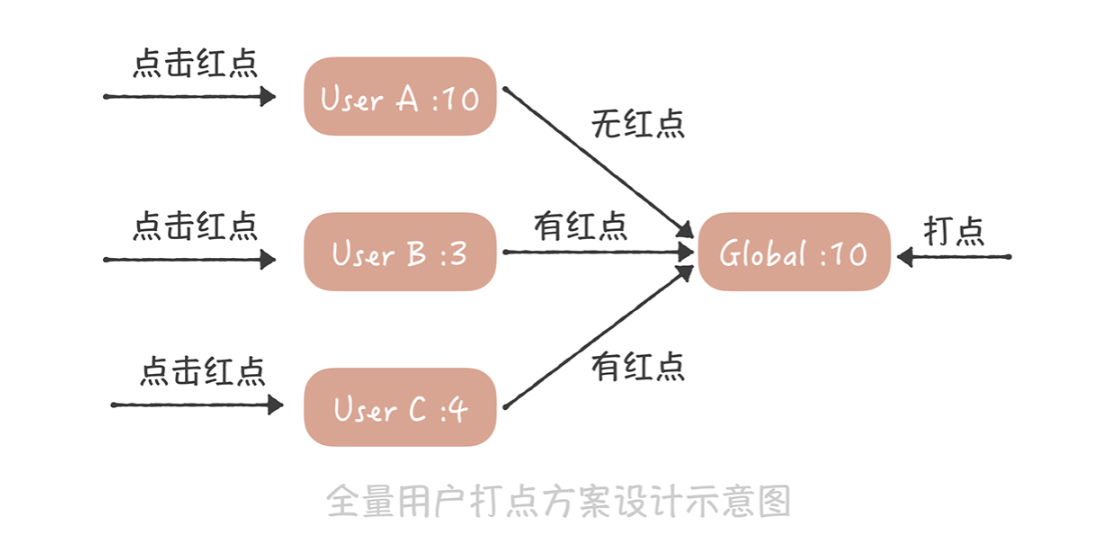 点击红点
User A :10
无红点
点击红点
User B :3
有红点
Global :10
打点
点击红点
User C :4
有红点
全量用户打点方案设计示意图